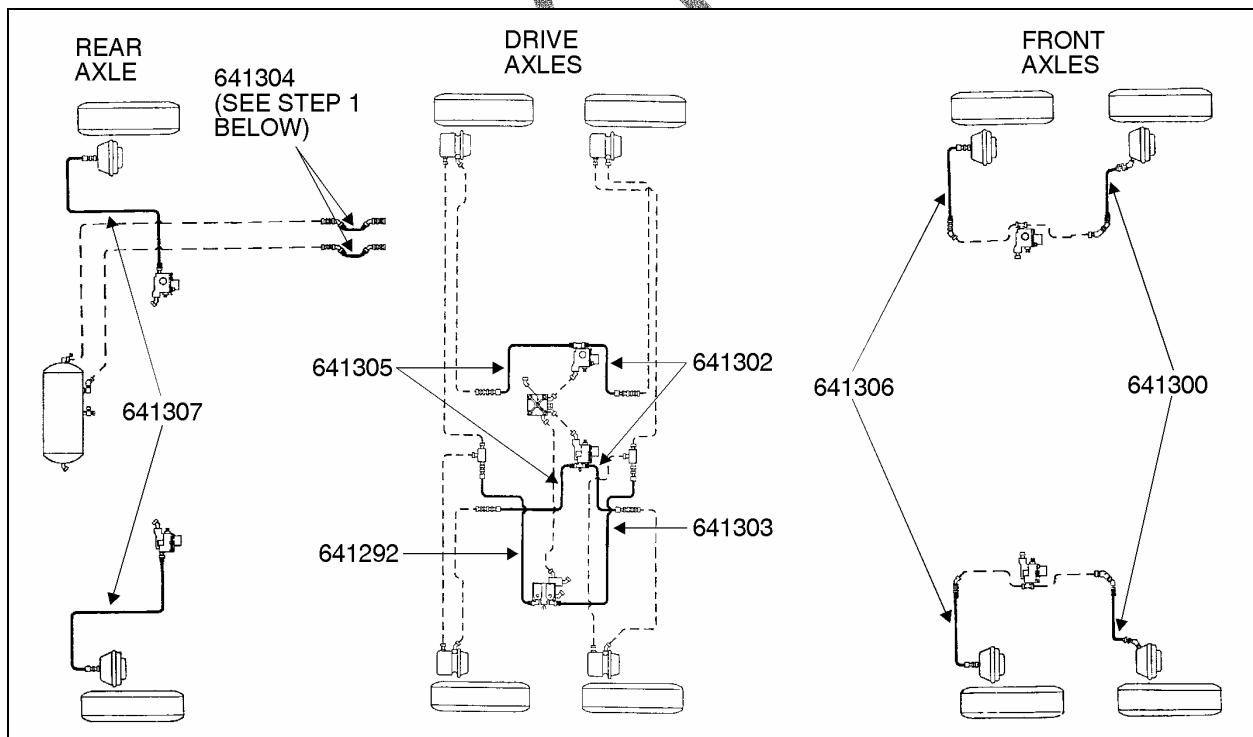 REAR
AXLE
641304
(SEE STEP 1
BELOW)
DRIVE
AXLES
FRONT
AXLES
641305
641302
641307
641306
641300
641303
641292